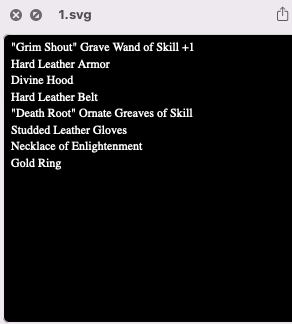 1.svg
"Grim Shout" Grave Wand of Skill +1
Hard Leather Armor
Divine Hood
Hard Leather Belt
"Death Root" Ornate Greaves of Skill
Studded Leather Gloves
Necklace of Enlightenment
Gold Ring